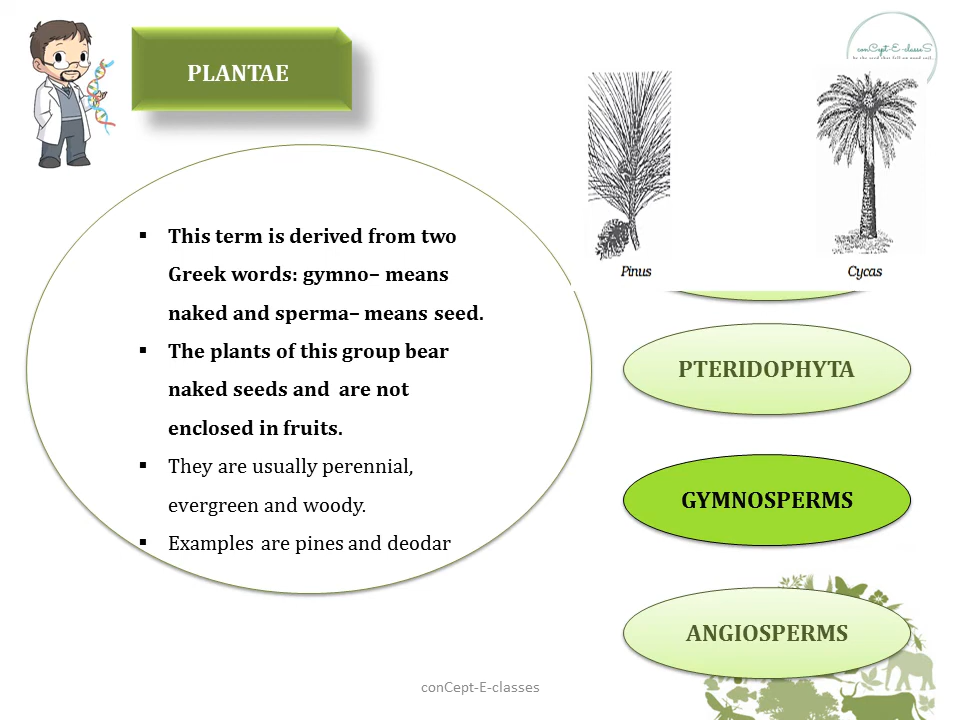 PLANTAE
conCept-E-classeS
▪ This term is derived from two
Greek words: gymno– means
naked and sperma– means seed.
▪ The plants of this group bear
naked seeds and are not
enclosed in fruits.
▪ They are usually perennial,
evergreen and woody.
▪ Examples are pines and deodar
Pinus
Cycas
PTERIDOPHYTA
GYMNOSPERMS
ANGIOSPERMS
conCept-E-classes